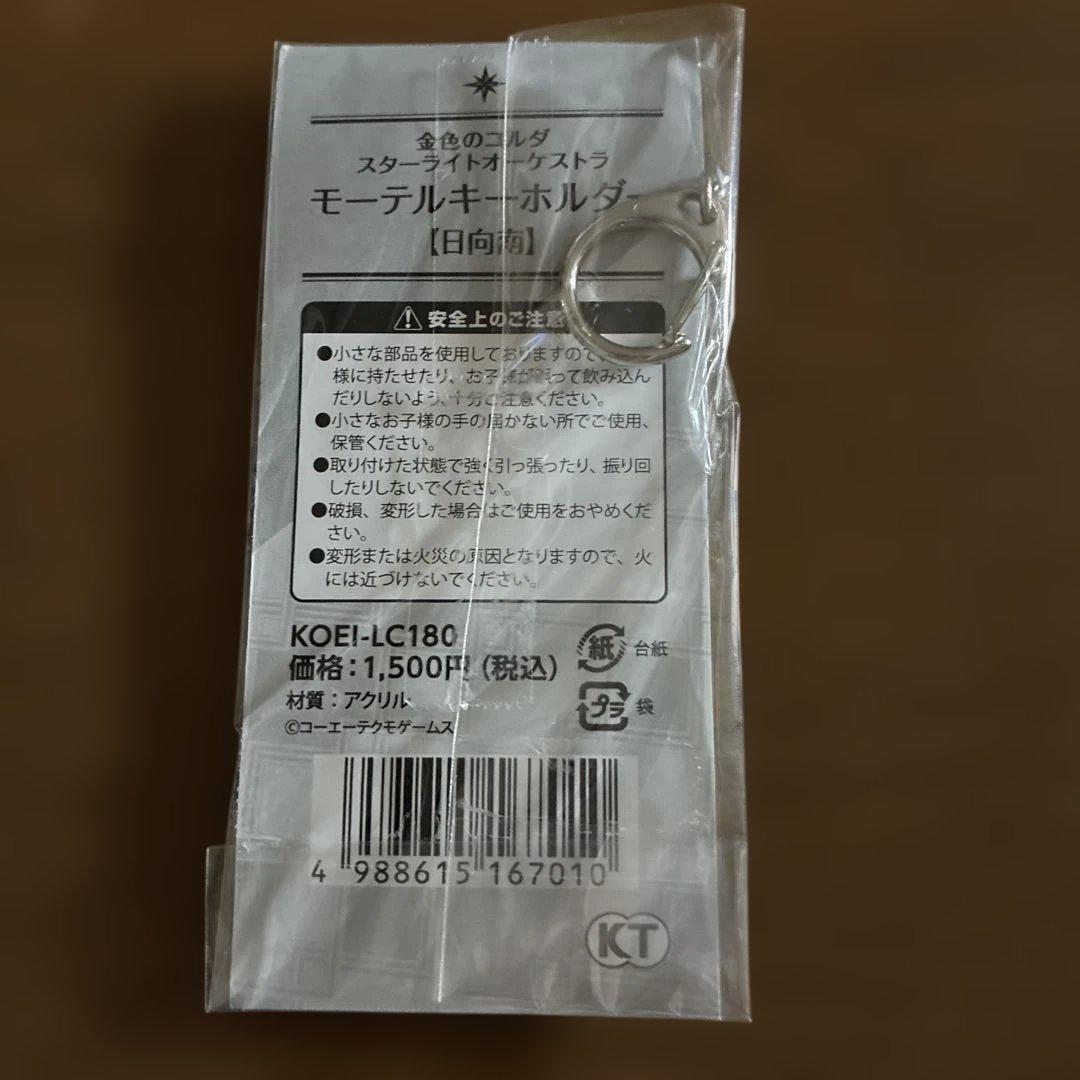 金色のコルダ
スターライトオーケストラ
モーテルキーホルダー
【日向南】
安全上のご注意
●小さな部品を使用しておりますので、
様に持たせたり、お子様が誤って飲み込ん
だりしないよう、十分ご注意ください。
●小さなお子様の手の届かない所でご使用、
保管ください。
●取り付けた状態で強く引っ張ったり、振り回
したりしないでください。
●破損、変形した場合はご使用をおやめくだ
さい。
●変形または火災の原因となりますので、火
には近づけないでください。
KOEI-LC180
価格：1,500円（税込）
材質：アクリル
©コーエーテクモゲームス
紙 台紙
プラ 袋
4 988615 167010
KT